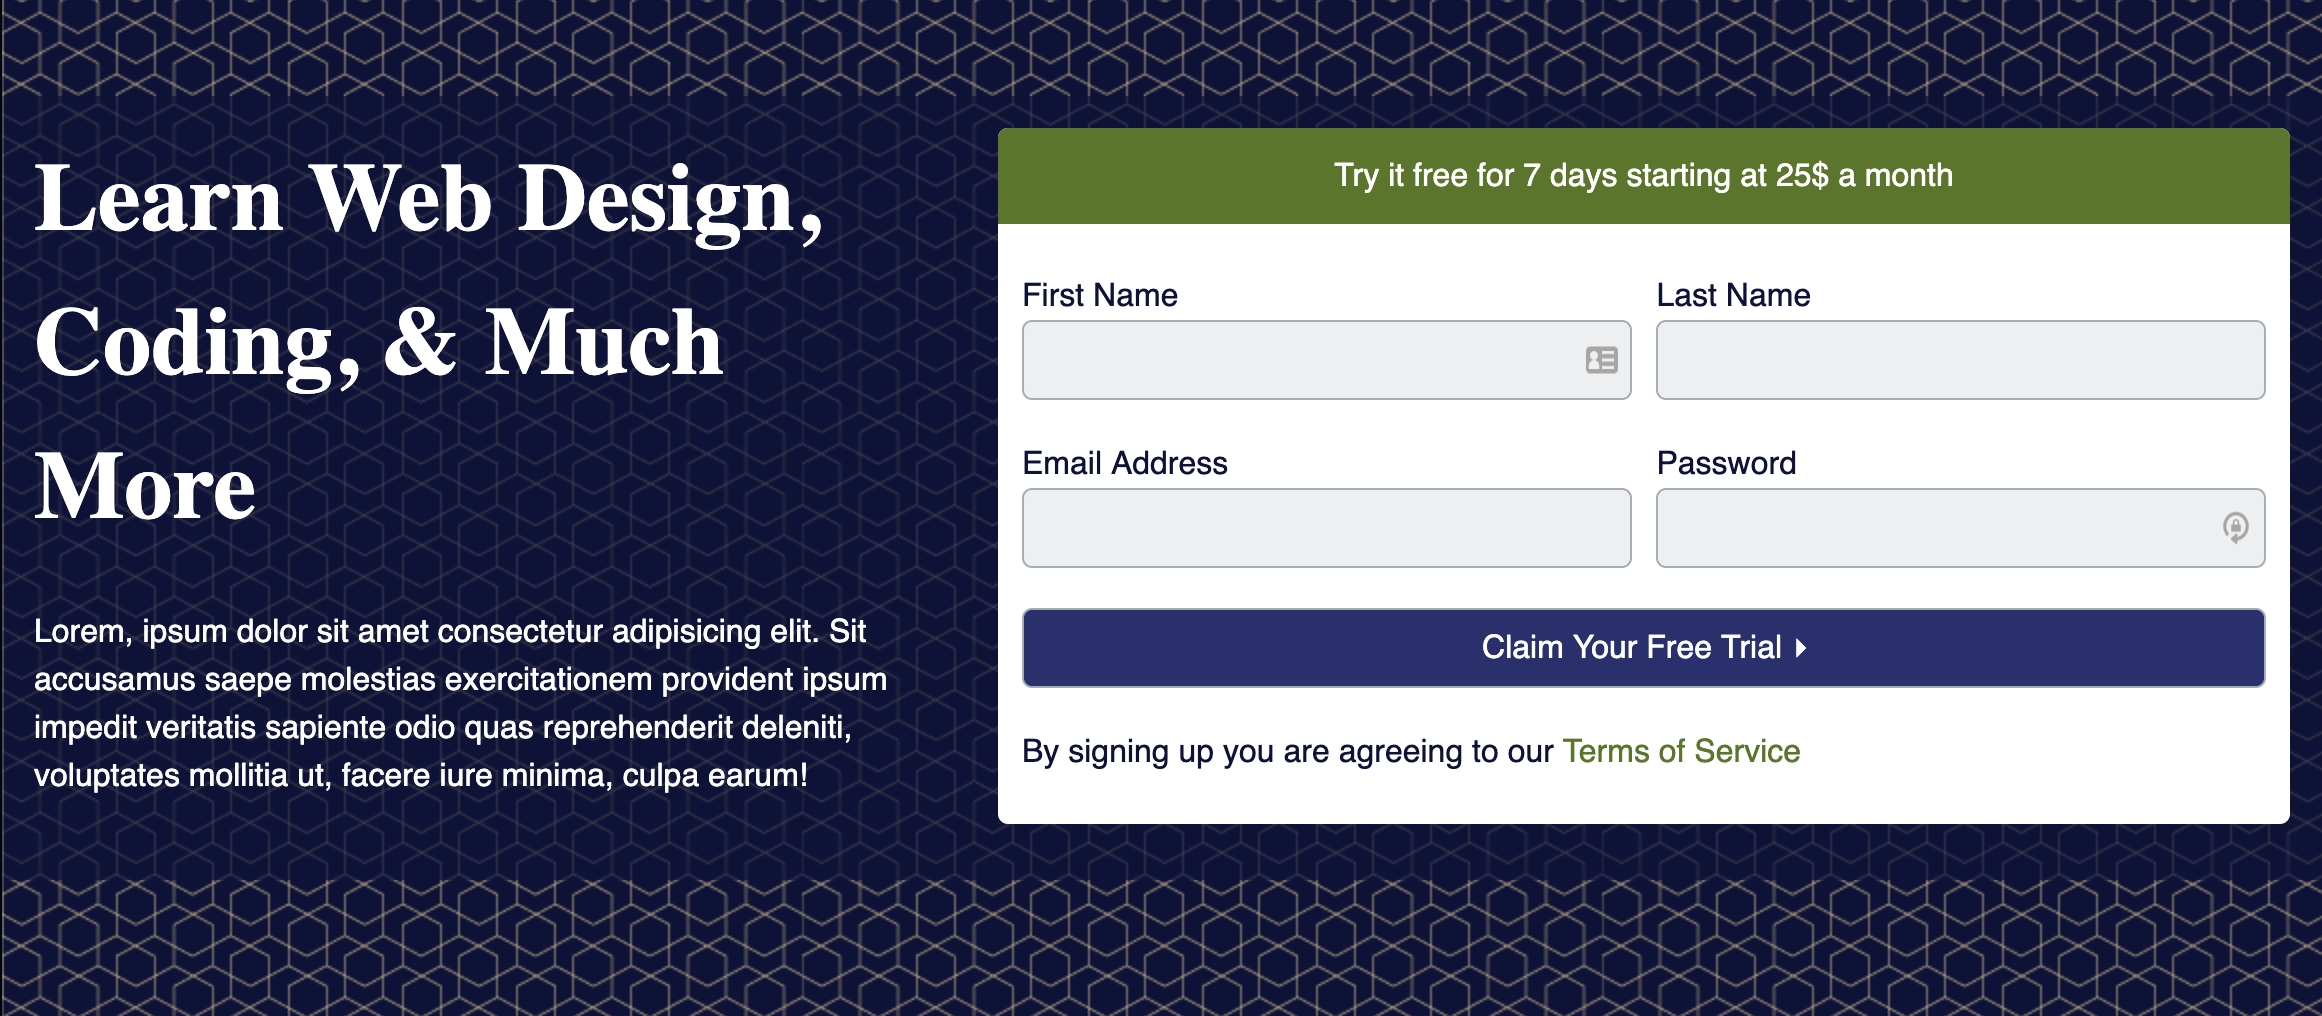 Learn Web Design,
Coding, & Much
More
Lorem, ipsum dolor sit amet consectetur adipisicing elit. Sit
accusamus saepe molestias exercitationem provident ipsum
impedit veritatis sapiente odio quas reprehenderit deleniti,
voluptates mollitia ut, facere iure minima, culpa earum!
Try it free for 7 days starting at 25$ a month
First Name
Last Name
Email Address
Password
Claim Your Free Trial
By signing up you are agreeing to our Terms of Service